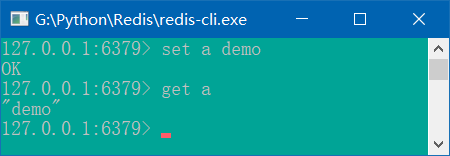 G:\Python\Redis\redis-cli.exe
127.0.0.1:6379> set a demo
OK
127.0.0.1:6379> get a
"demo"
127.0.0.1:6379>